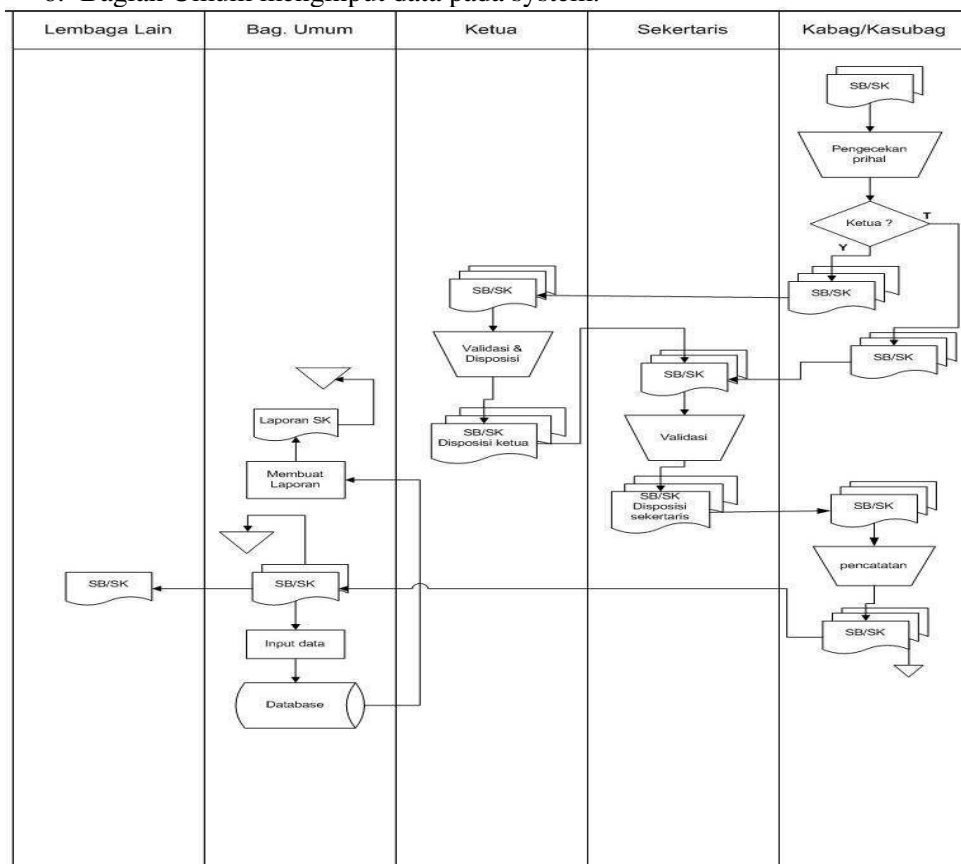 6. Bagian Umum menginput data pada system.
Lembaga Lain
Bag. Umum
Ketua
Sekertaris
Kabag/Kasubag
SB/SK
Pengecekan
prihal
Ketua ?
T
Y
SB/SK
SB/SK
SB/SK
Validasi &
Disposisi
SB/SK
Disposisi ketua
SB/SK
Validasi
SB/SK
Disposisi
sekertaris
SB/SK
pencatatan
SB/SK
SB/SK
SB/SK
Input data
Database
Membuat
Laporan
Laporan SK